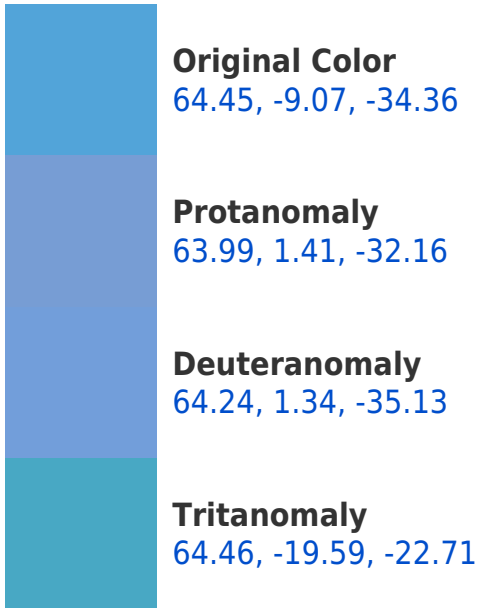 Original Color
64.45, -9.07, -34.36
Protanomaly
63.99, 1.41, -32.16
Deuteranomaly
64.24, 1.34, -35.13
Tritanomaly
64.46, -19.59, -22.71